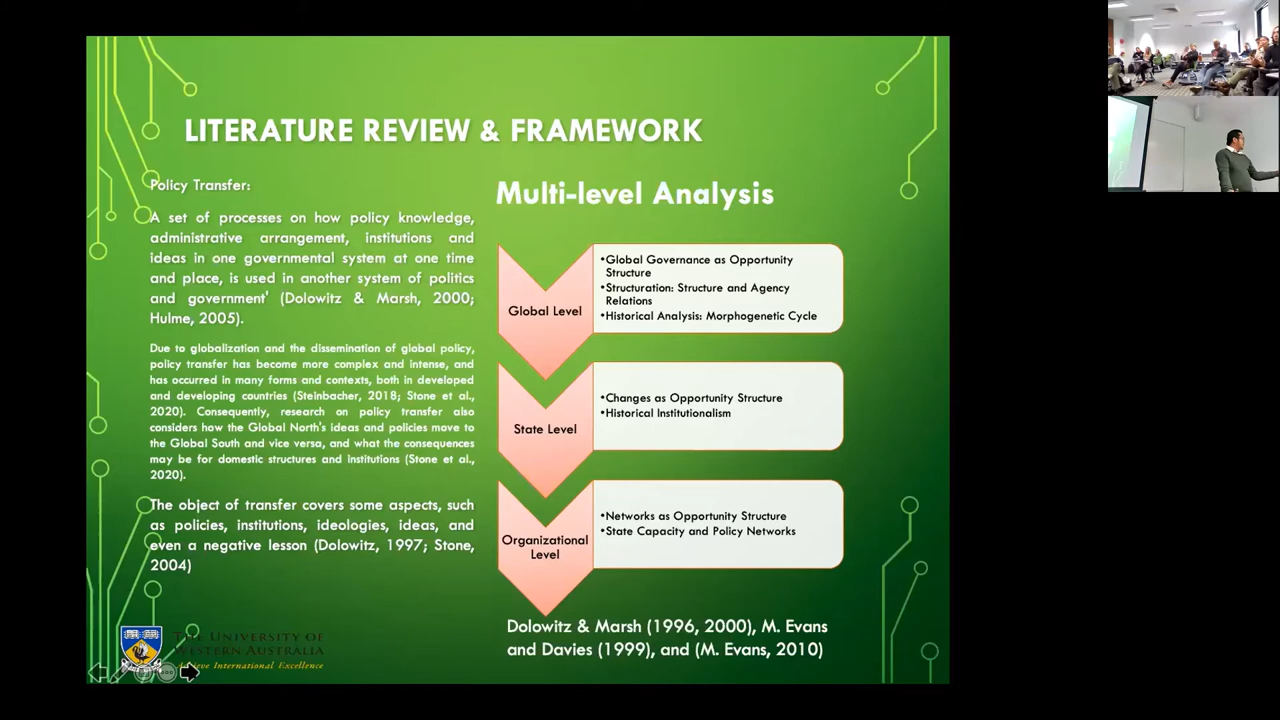 LITERATURE REVIEW & FRAMEWORK
Policy Transfer:
A set of processes on how policy knowledge,
administrative arrangement, institutions and
ideas in one governmental system at one time
and place, is used in another system of politics
and government' (Dolowitz & Marsh, 2000;
Hulme, 2005).
Due to globalization and the dissemination of global policy,
policy transfer has become more complex and intense, and
has occurred in many forms and contexts, both in developed
and developing countries (Steinbacher, 2018; Stone et al.,
2020). Consequently, research on policy transfer also
considers how the Global North's ideas and policies move to
the Global South and vice versa, and what the consequences
may be for domestic structures and institutions (Stone et al.,
2020).
The object of transfer covers some aspects, such
as policies, institutions, ideologies, ideas, and
even a negative lesson (Dolowitz, 1997; Stone,
2004)
Multi-level Analysis
Global Level
•Global Governance as Opportunity
Structure
•Structuration: Structure and Agency
Relations
•Historical Analysis: Morphogenetic Cycle
State Level
•Changes as Opportunity Structure
•Historical Institutionalism
Organizational
Level
•Networks as Opportunity Structure
•State Capacity and Policy Networks
Dolowitz & Marsh (1996, 2000), M. Evans
and Davies (1999), and (M. Evans, 2010)
THE UNIVERSITY OF
WESTERN AUSTRALIA
Achieve International Excellence